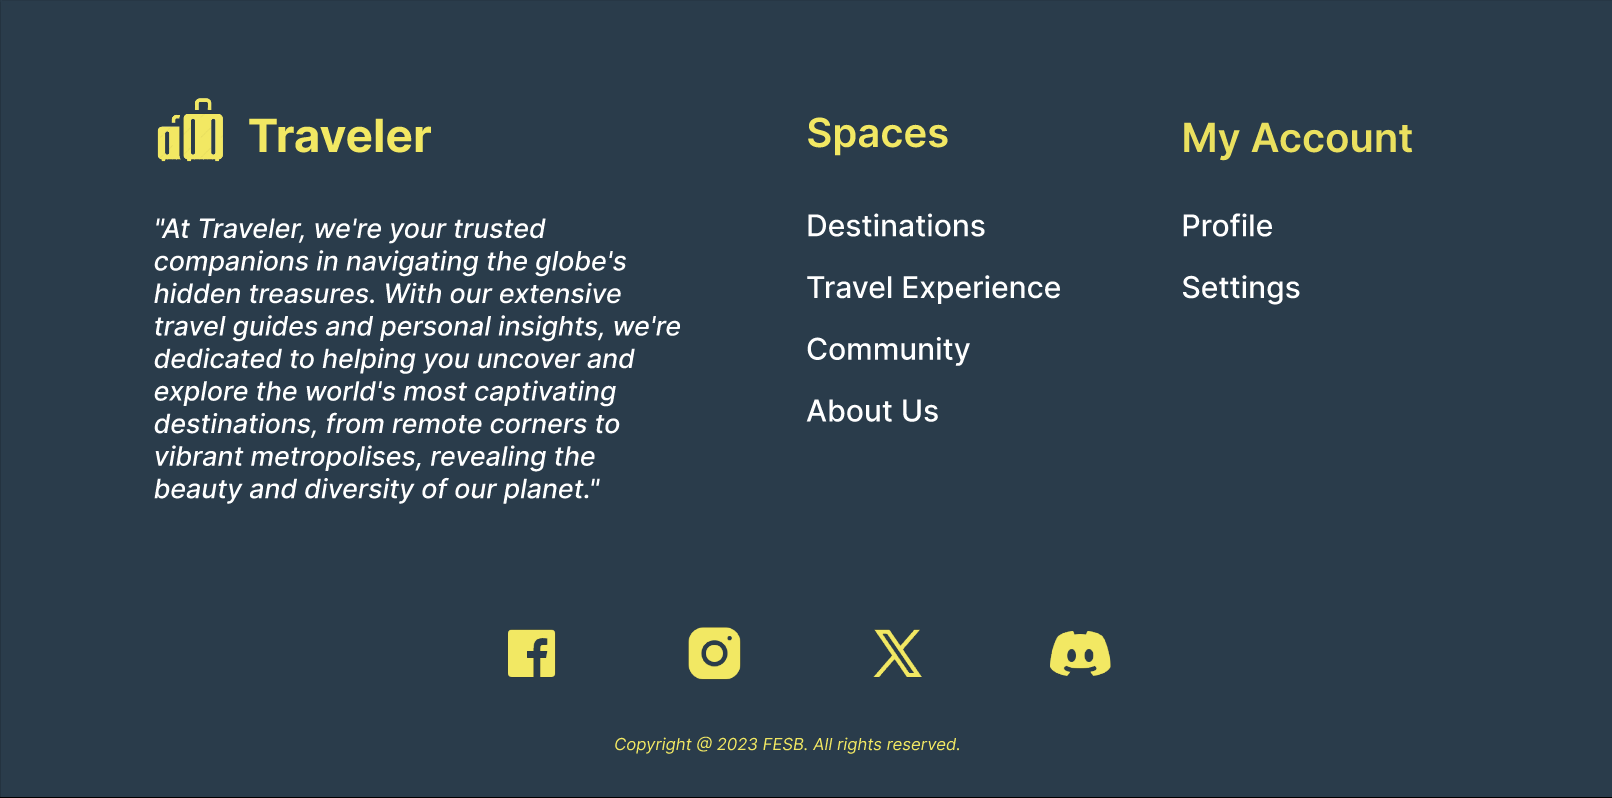 Traveler
"At Traveler, we're your trusted
companions in navigating the globe's
hidden treasures. With our extensive
travel guides and personal insights, we're
dedicated to helping you uncover and
explore the world's most captivating
destinations, from remote corners to
vibrant metropolises, revealing the
beauty and diversity of our planet."
Spaces
Destinations
Travel Experience
Community
About Us
My Account
Profile
Settings
Copyright @ 2023 FESB. All rights reserved.